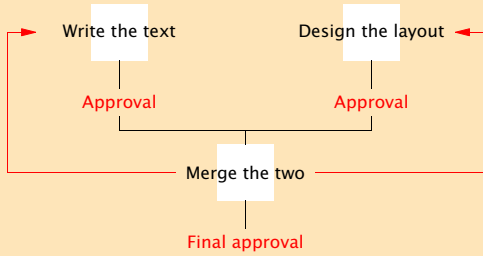 Write the text
Design the layout
Approval
Approval
Merge the two
Final approval